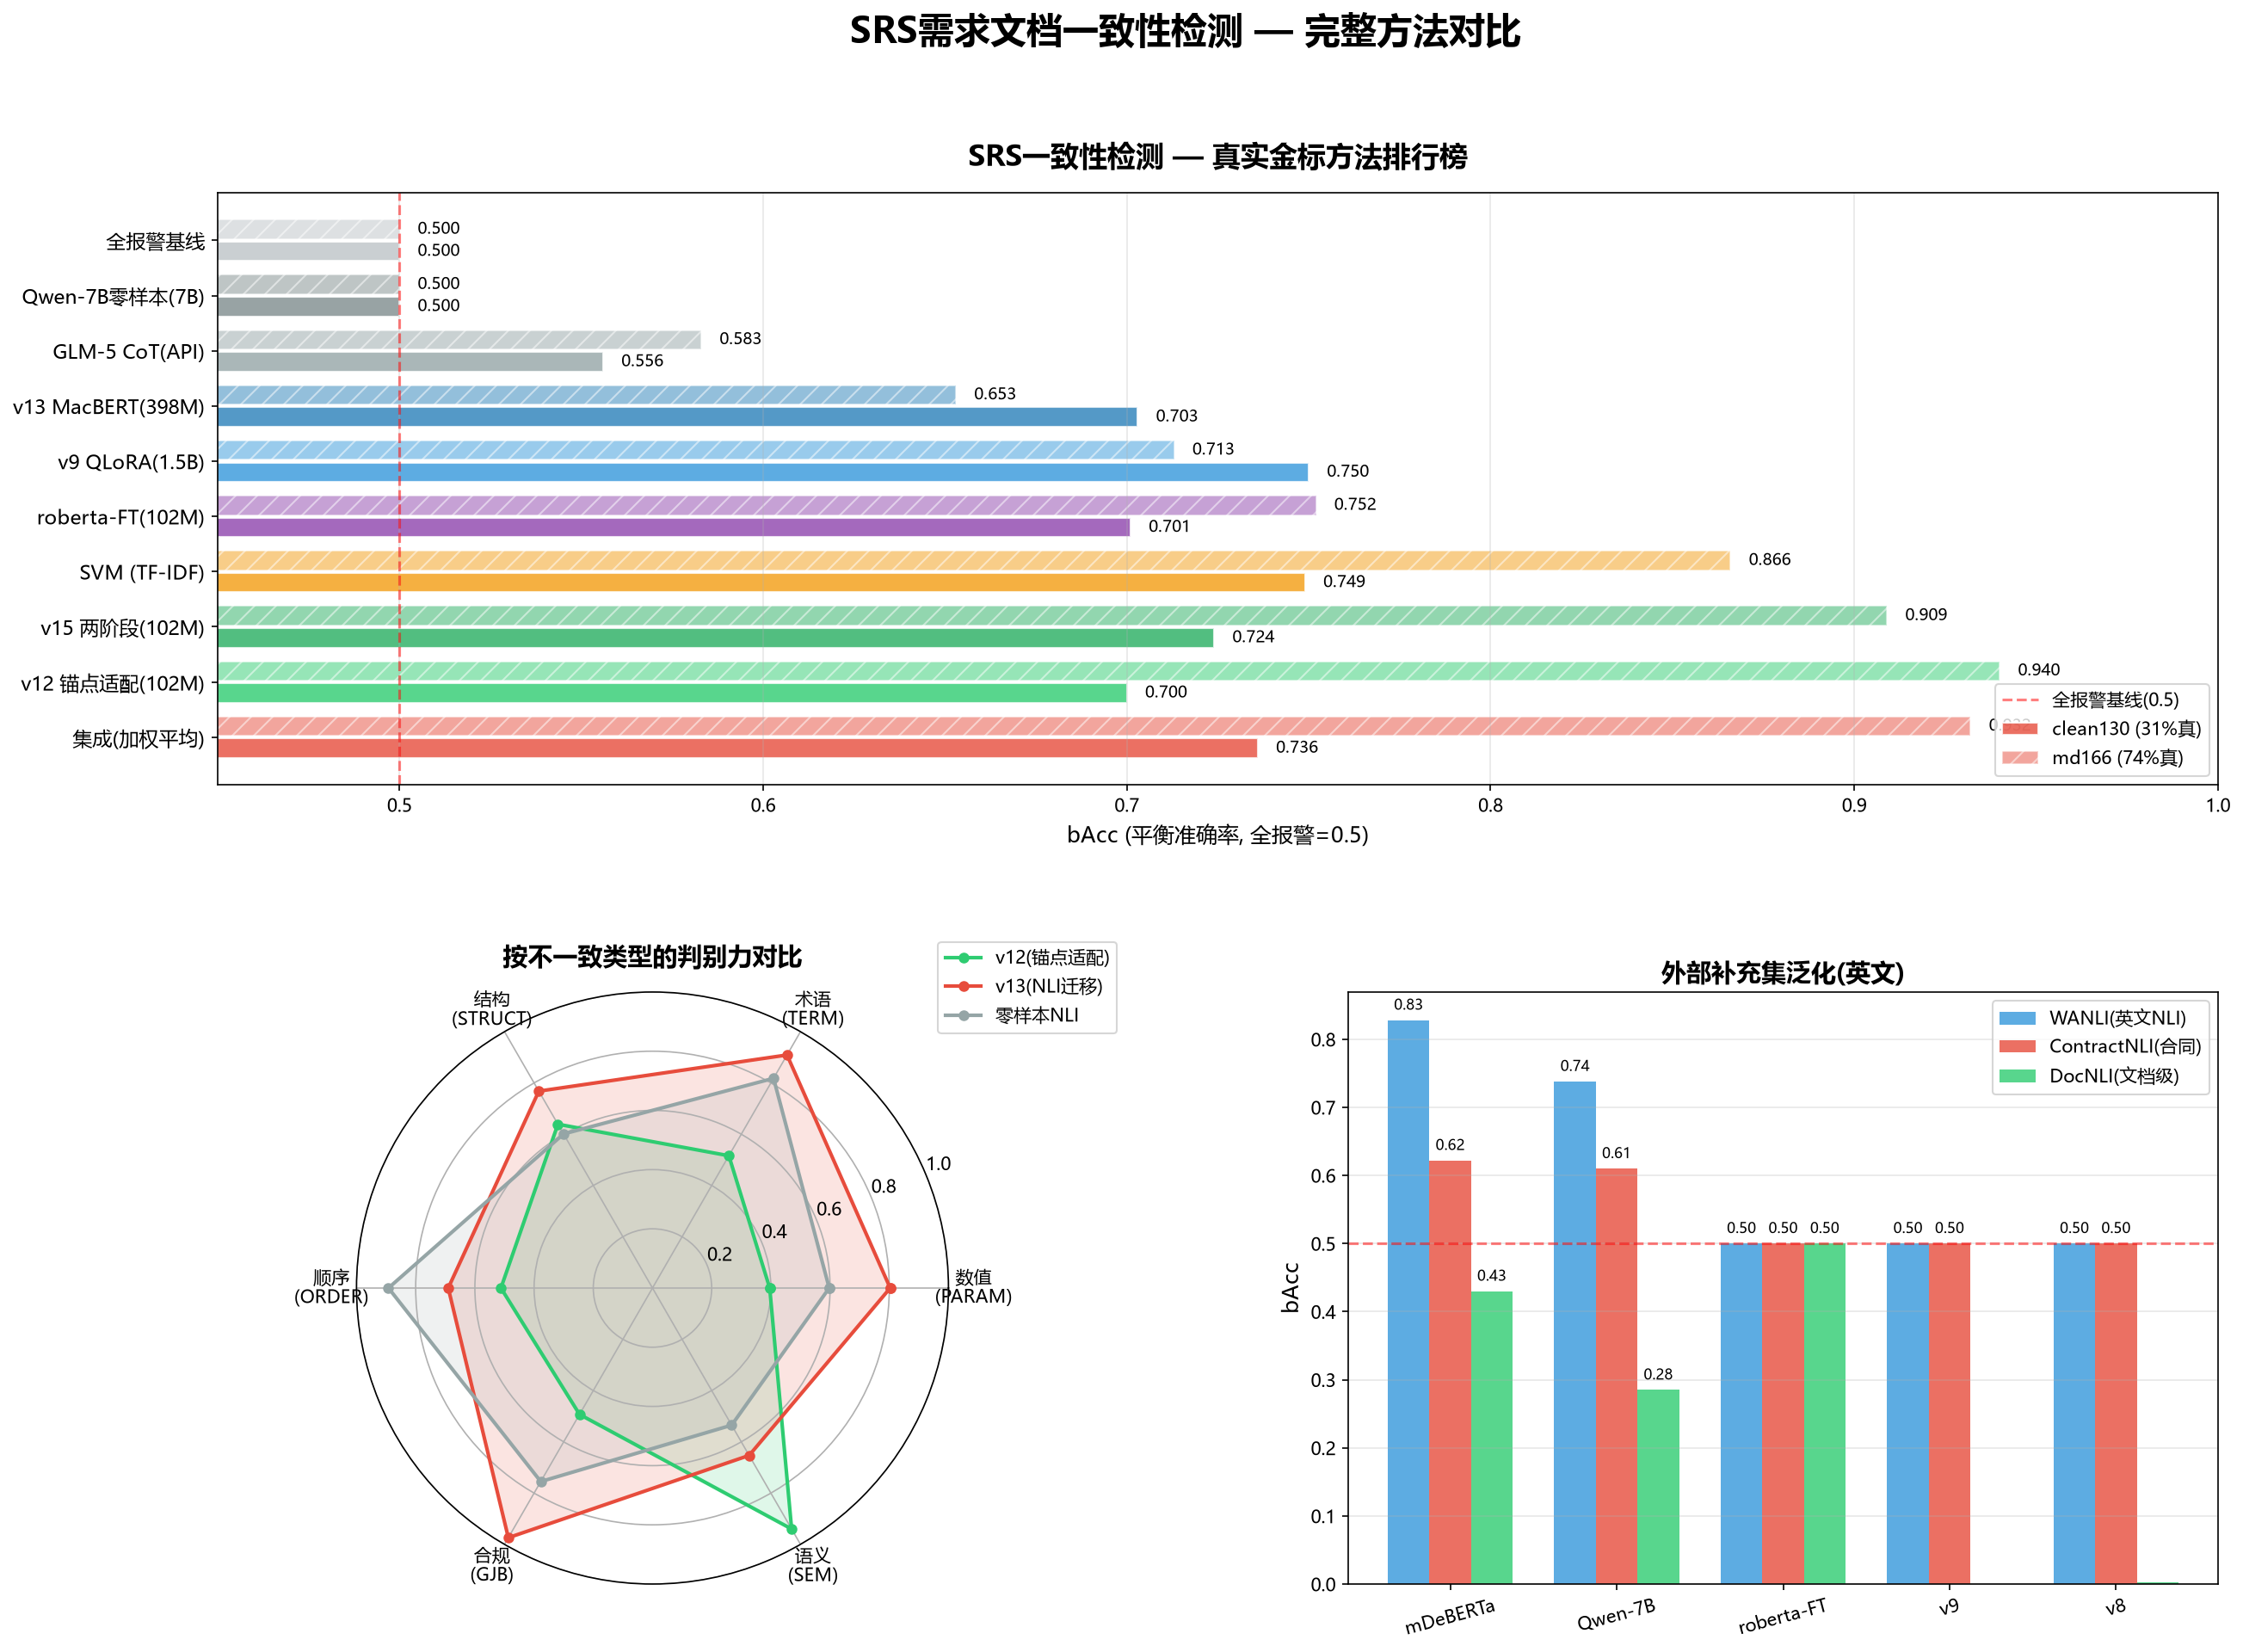 SRS需求文档一致性检测 — 完整方法对比
SRS一致性检测 — 真实金标方法排行榜
全报警基线
0.500
0.500
Qwen-7B零样本(7B)
0.500
0.500
GLM-5 CoT(API)
0.583
0.556
v13 MacBERT(398M)
0.653
0.703
v9 QLoRA(1.5B)
0.713
0.750
roberta-FT(102M)
0.752
0.701
SVM (TF-IDF)
0.866
0.749
v15 两阶段(102M)
0.909
0.724
v12 锚点适配(102M)
0.940
0.700
集成(加权平均)
0.736
全报警基线(0.5)
clean130 (31%真)
md166 (74%真)
0.5
0.6
0.7
0.8
0.9
1.0
bAcc (平衡准确率, 全报警=0.5)
按不一致类型的判别力对比
v12(锚点适配)
v13(NLI迁移)
零样本NLI
结构
(STRUCT)
术语
(TERM)
顺序
(ORDER)
数值
(PARAM)
合规
(GJB)
语义
(SEM)
0.2
0.4
0.6
0.8
1.0
外部补充集泛化(英文)
WANLI(英文NLI)
ContractNLI(合同)
DocNLI(文档级)
bAcc
0.8
0.7
0.6
0.5
0.4
0.3
0.2
0.1
0.0
0.83
0.62
0.43
0.74
0.61
0.28
0.50
0.50
0.50
0.50
0.50
0.50
0.50
mDeBERTa
Qwen-7B
roberta-FT
v9
v8